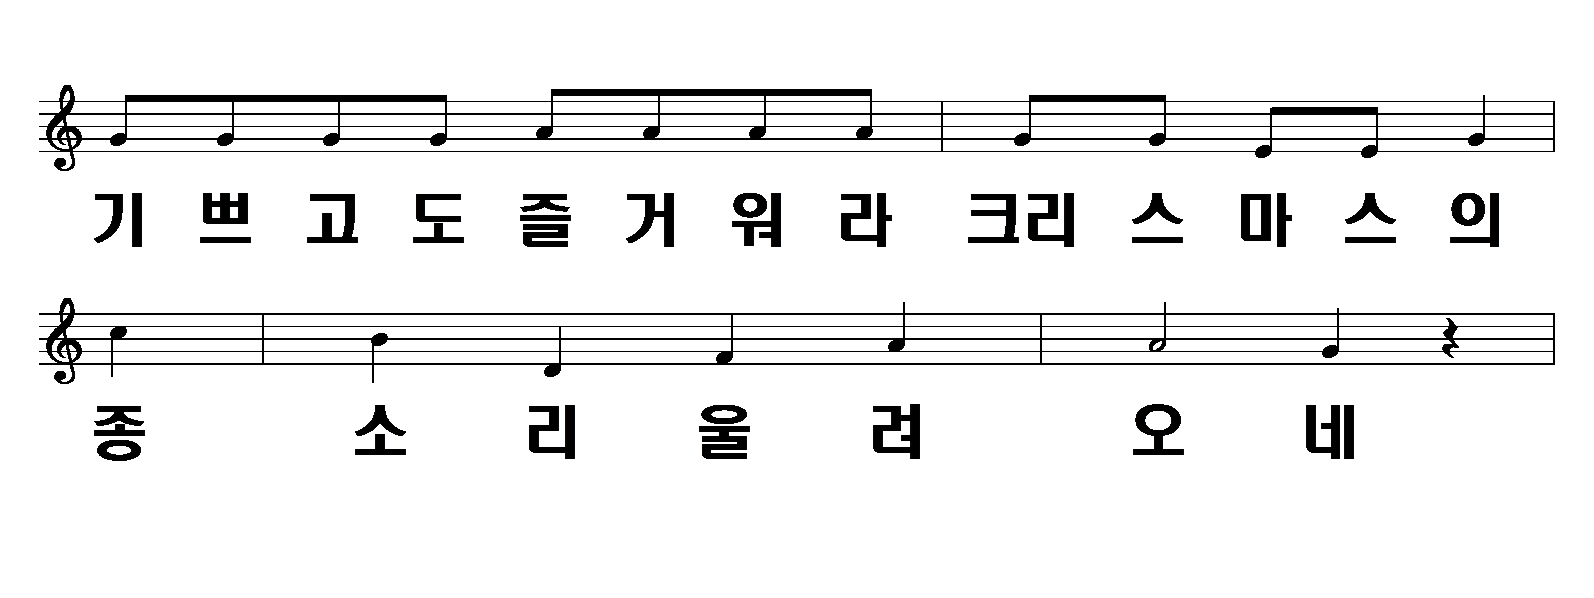 기 쁘 고 도 즐 거 워 라 크리 스 마 스 의
종 소 리 울 려 오 네